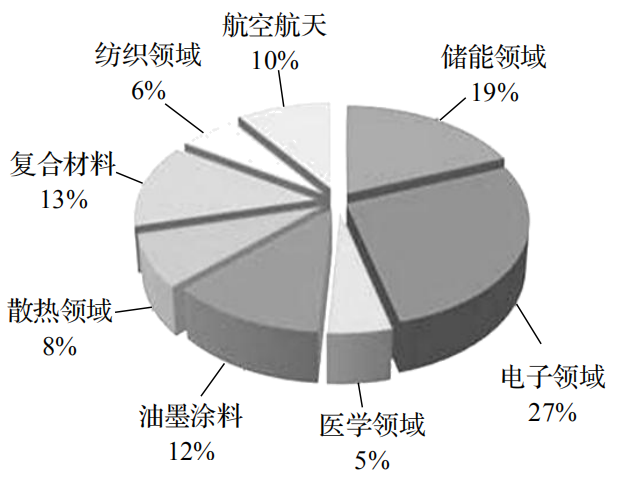 航空航天
10%
纺织领域
6%
储能领域
19%
复合材料
13%
散热领域
8%
电子领域
27%
油墨涂料
12%
医学领域
5%